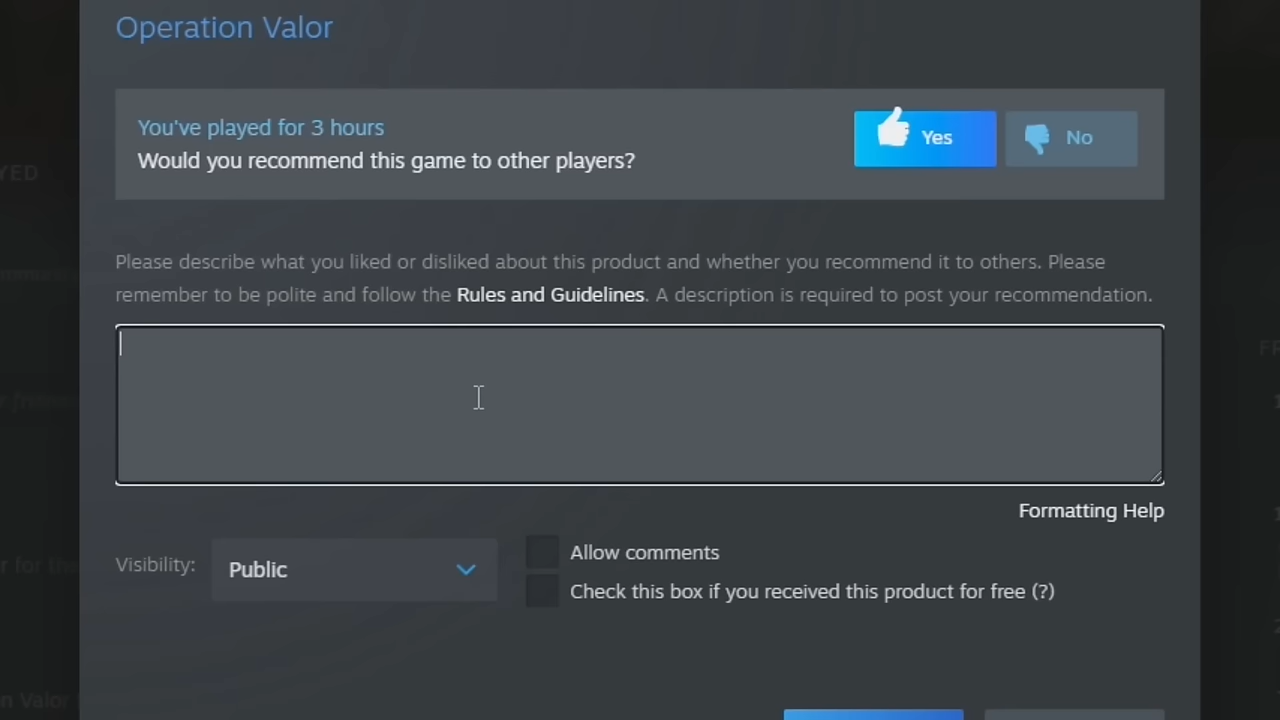 Operation Valor
You've played for 3 hours
Would you recommend this game to other players?
Yes
No
YED
Please describe what you liked or disliked about this product and whether you recommend it to others. Please
remember to be polite and follow the Rules and Guidelines. A description is required to post your recommendation.
Formatting Help
Visibility:
Public
Allow comments
Check this box if you received this product for free (?)
n Valor